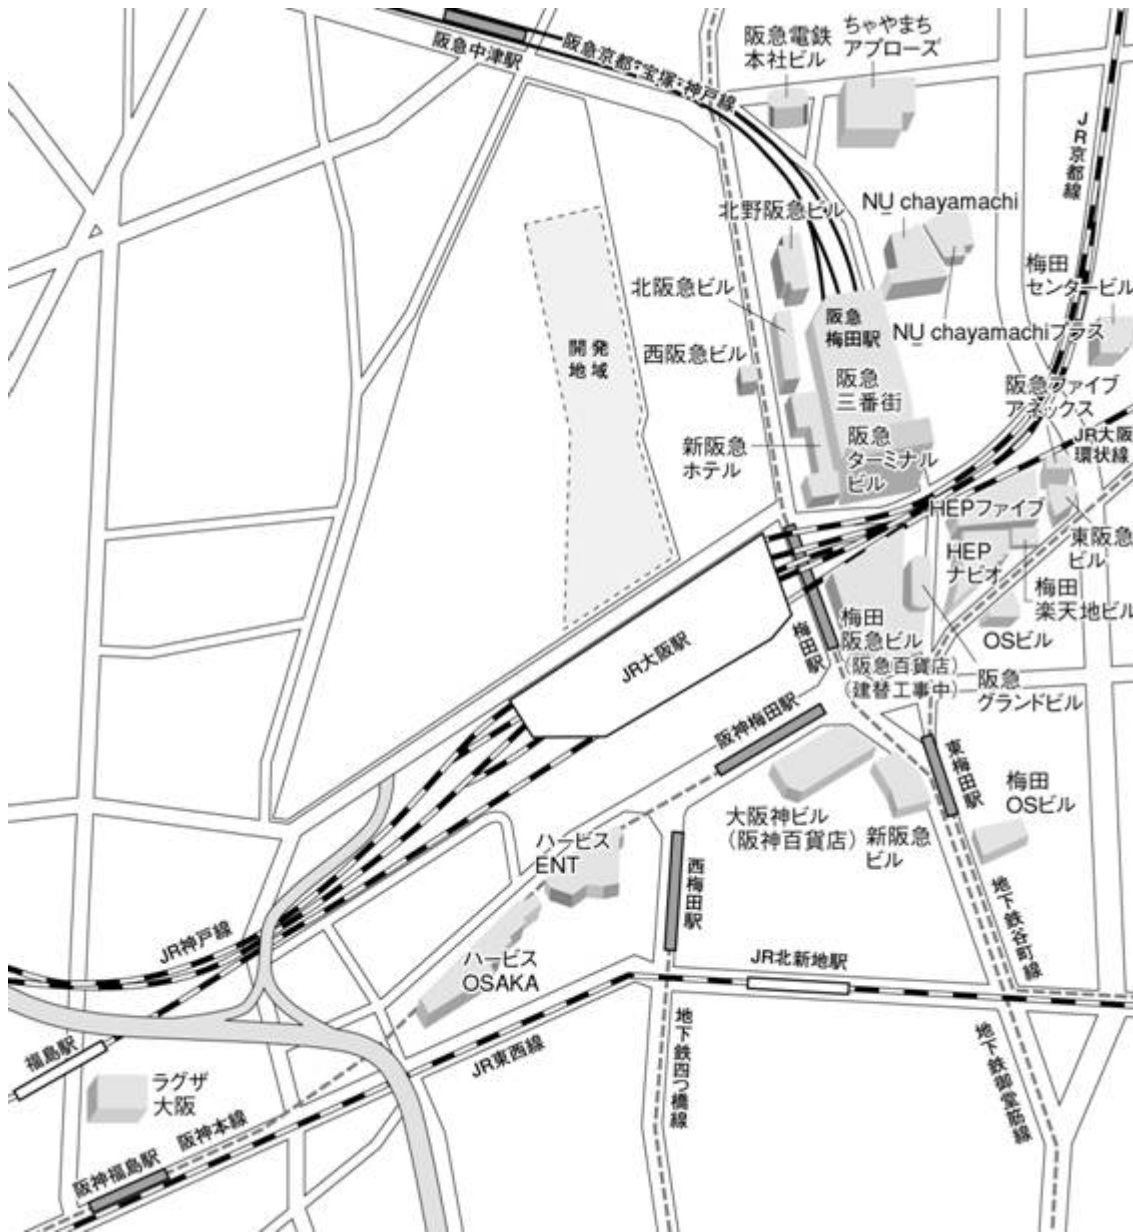 阪急中津駅
阪急京都・宝塚・神戸線
阪急電鉄
本社ビル
ちゃやまち
アプローズ
JR京都線
北野阪急ビル
NU chayamachi
梅田
センタービル
北阪急ビル
阪急
梅田駅
NU chayamachiプラス
開発
地域
西阪急ビル
阪急
三番街
阪急ファイブ
アネックス
JR大阪
環状線
新阪急
ホテル
阪急
ターミナル
ビル
HEPファイブ
東阪急
ビル
HEP
ナビオ
梅田
楽天地ビル
OSビル
梅田
阪急ビル
(阪急百貨店)
(建替工事中)
阪急
グランドビル
梅田駅
JR大阪駅
阪神梅田駅
東梅田駅
梅田
OSビル
大阪神ビル
(阪神百貨店)
新阪急
ビル
ハービス
ENT
西梅田駅
地下鉄谷町線
JR神戸線
ハービス
OSAKA
JR北新地駅
地下鉄四つ橋線
地下鉄御堂筋線
福島駅
JR東西線
ラグザ
大阪
阪神本線
阪神福島駅